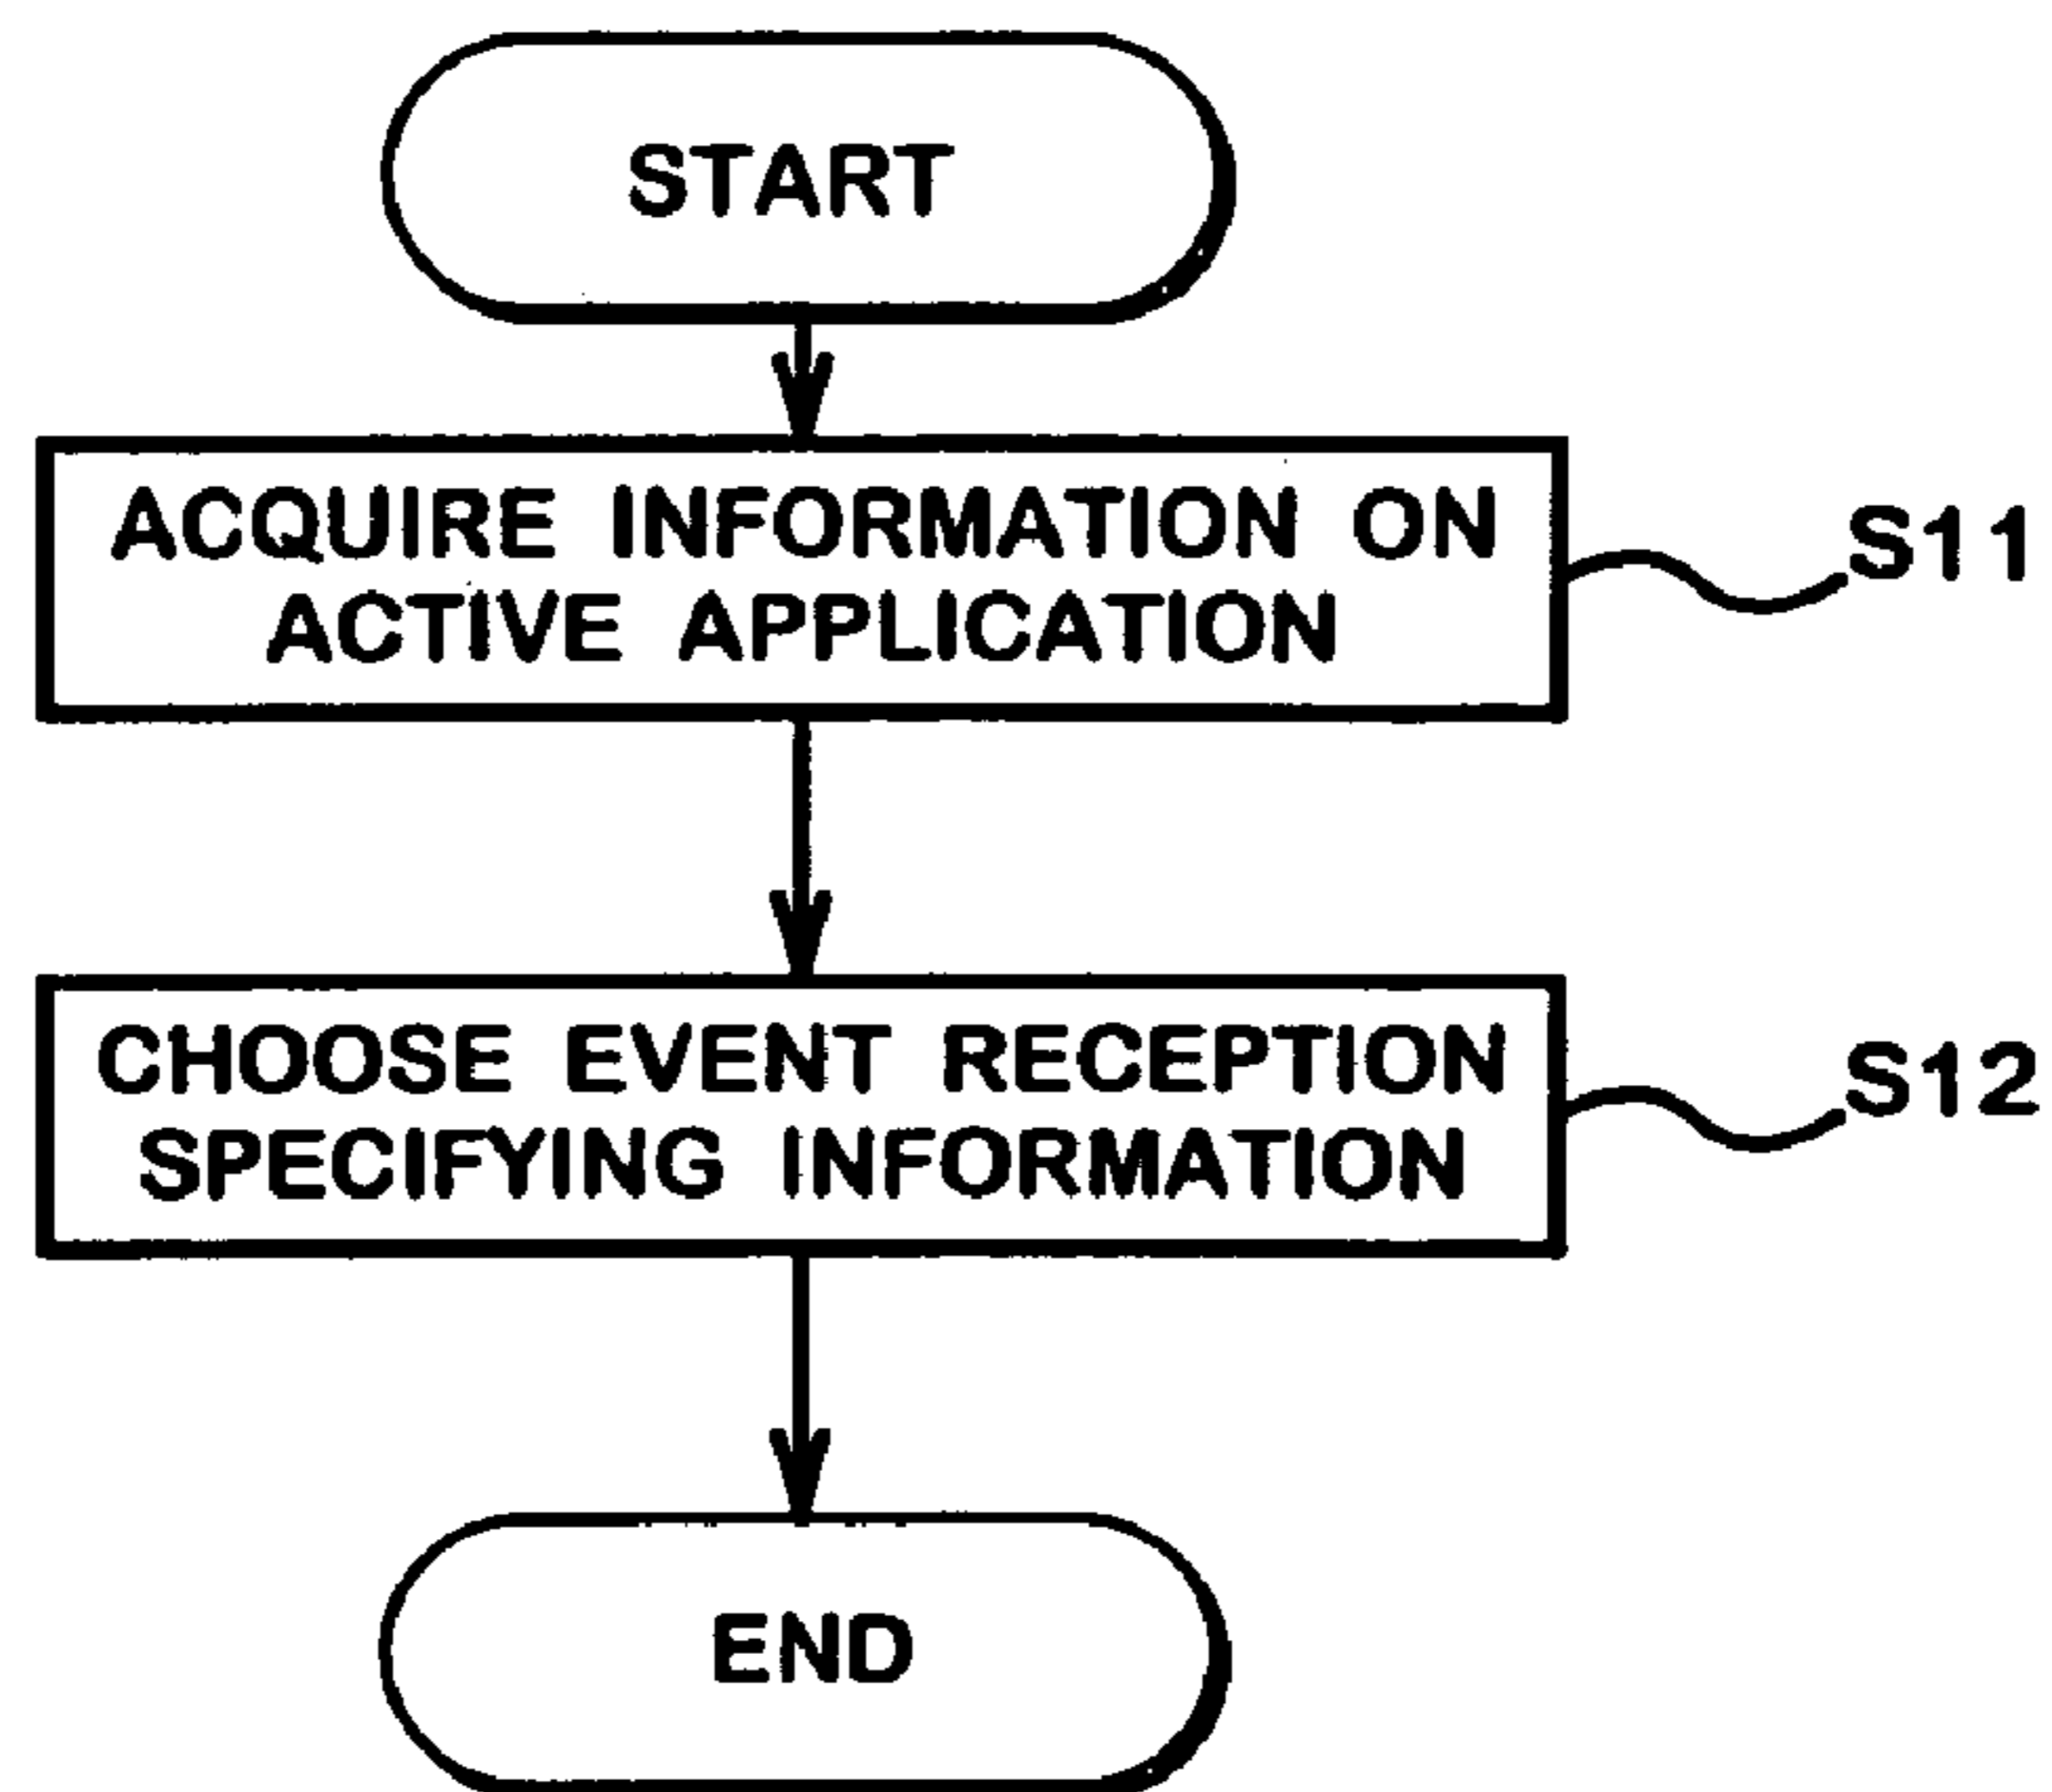 START
ACQUIRE INFORMATION ON
ACTIVE APPLICATION
S11
CHOOSE EVENT RECEPTION
SPECIFYING INFORMATION
S12
END